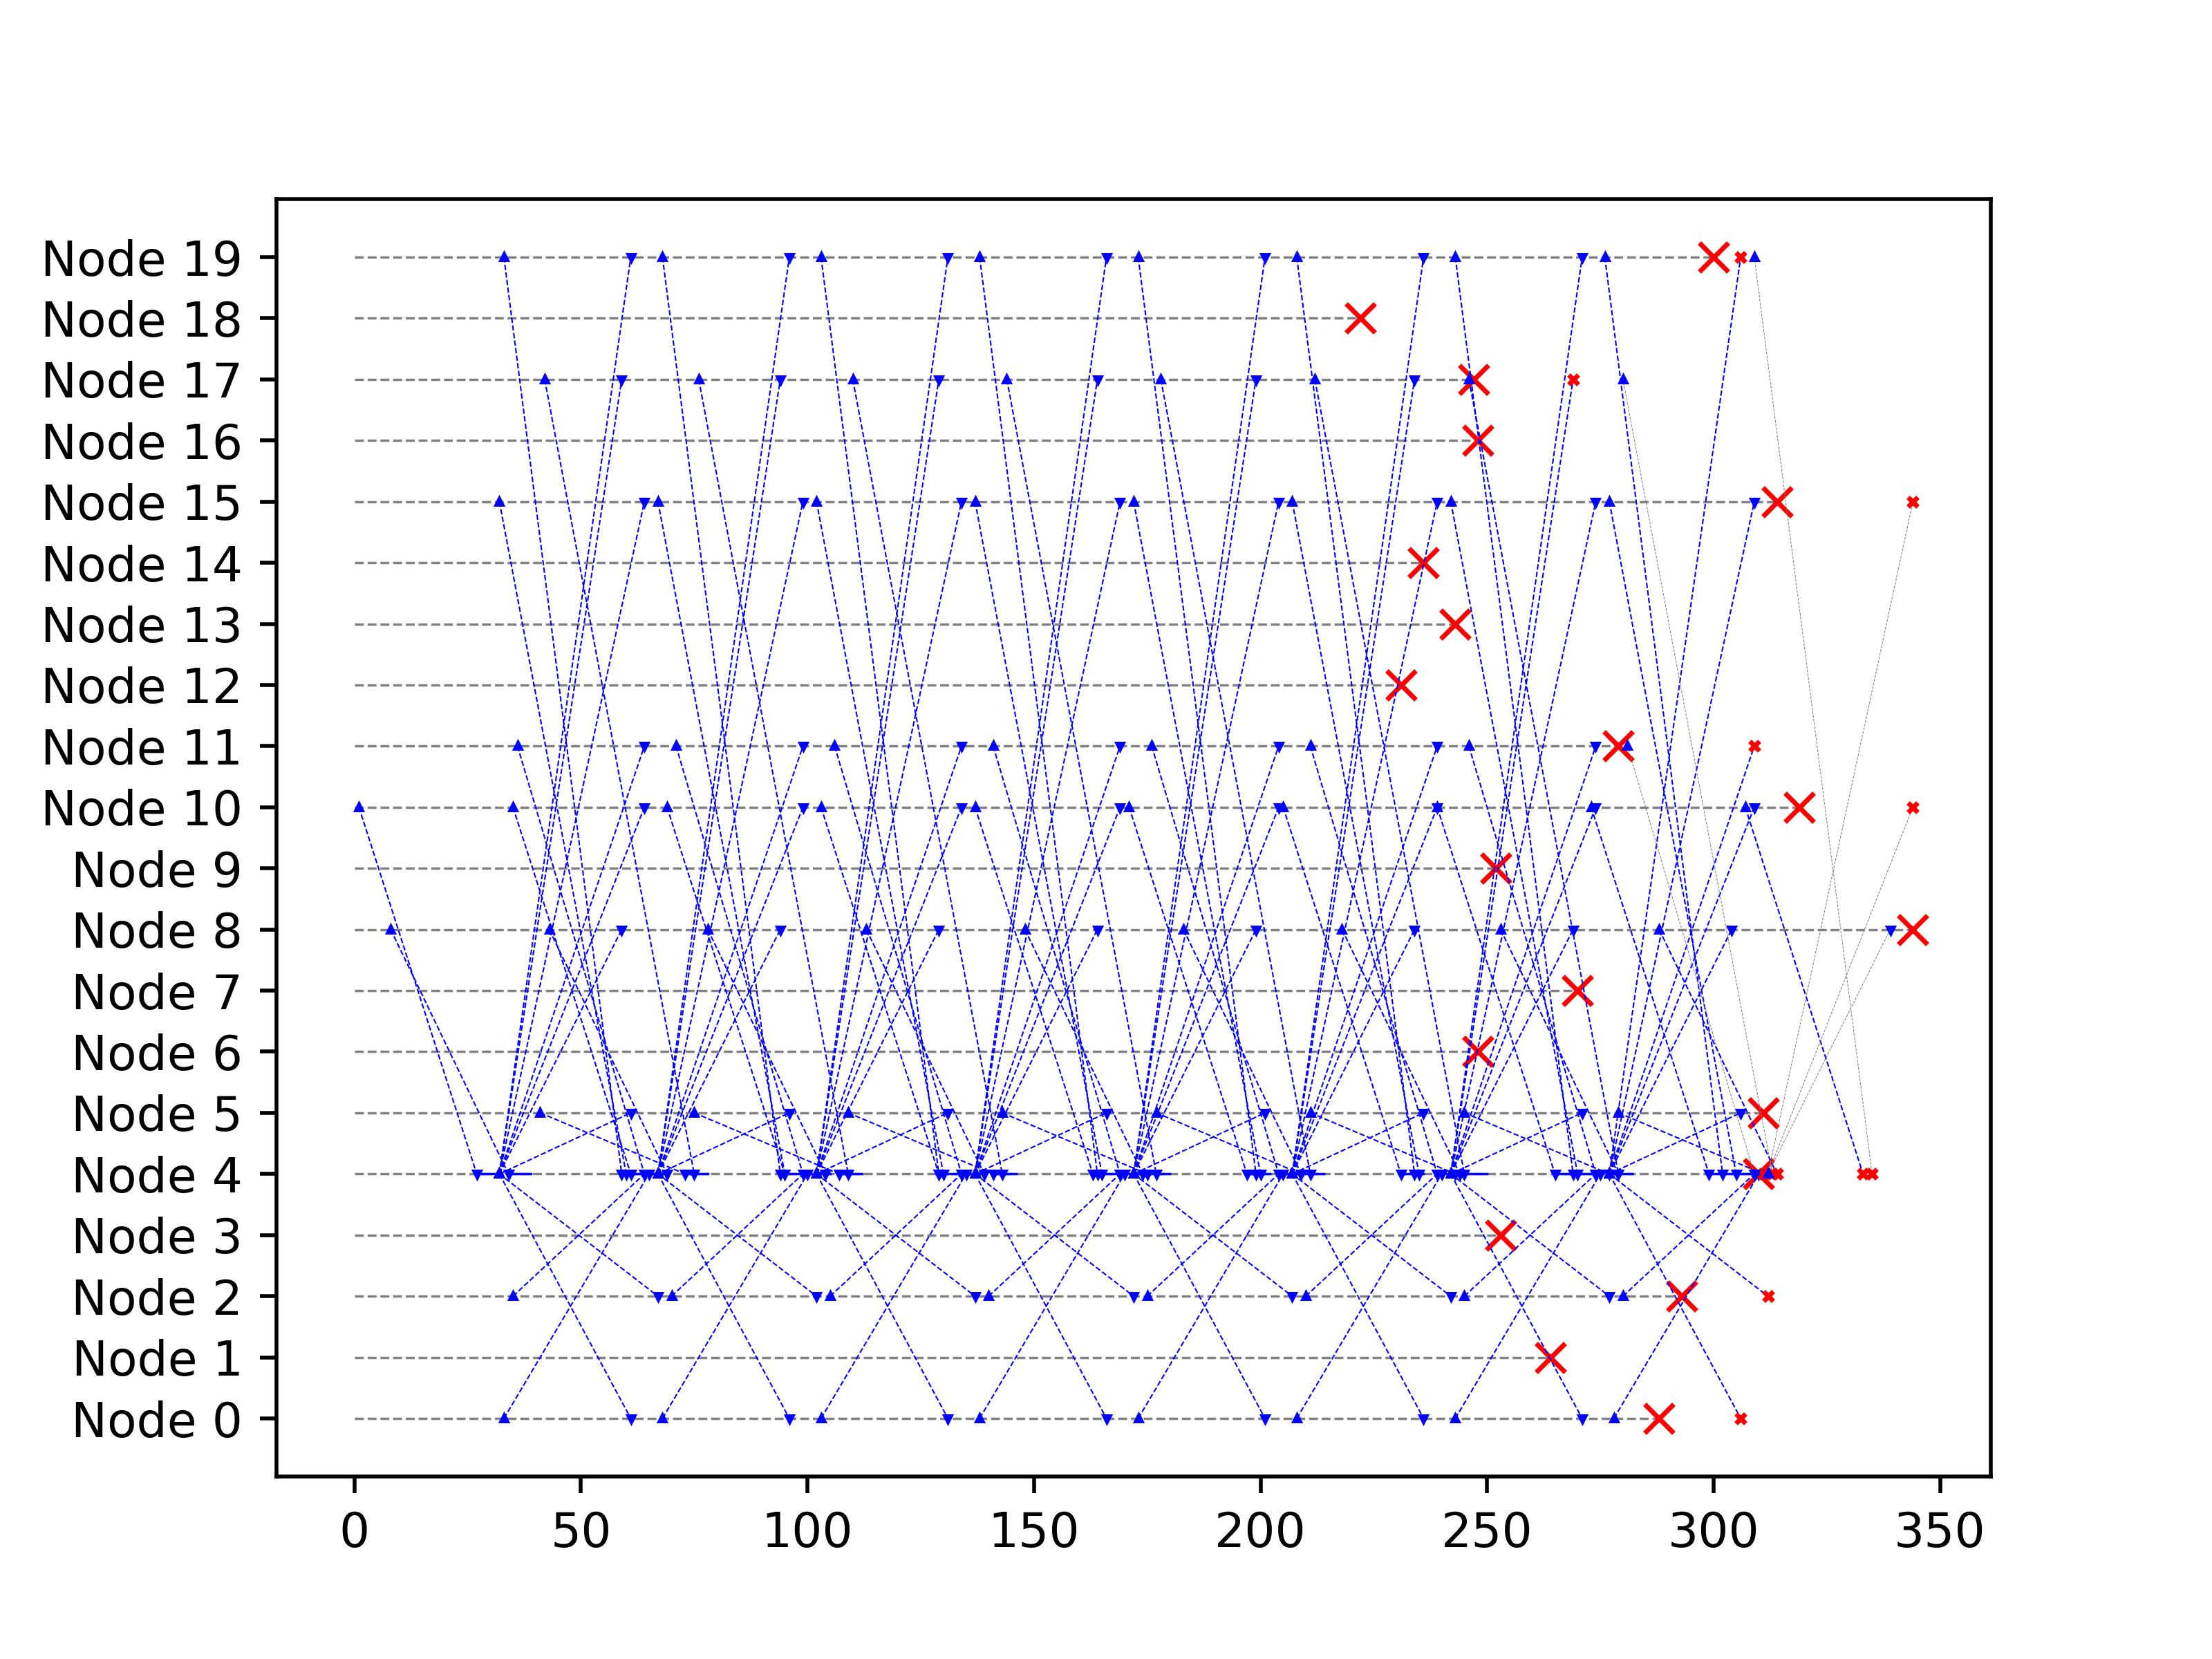 Node 19
Node 18
Node 17
Node 16
Node 15
Node 14
Node 13
Node 12
Node 11
Node 10
Node 9
Node 8
Node 7
Node 6
Node 5
Node 4
Node 3
Node 2
Node 1
Node 0
0 50 100 150 200 250 300 350